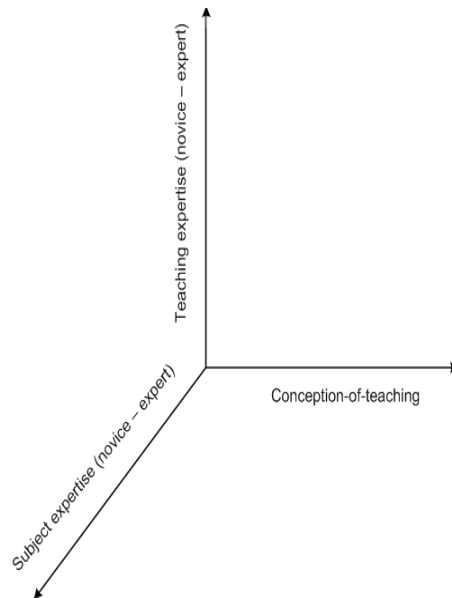 Teaching expertise (novice – expert)
Conception-of-teaching
Subject expertise (novice – expert)